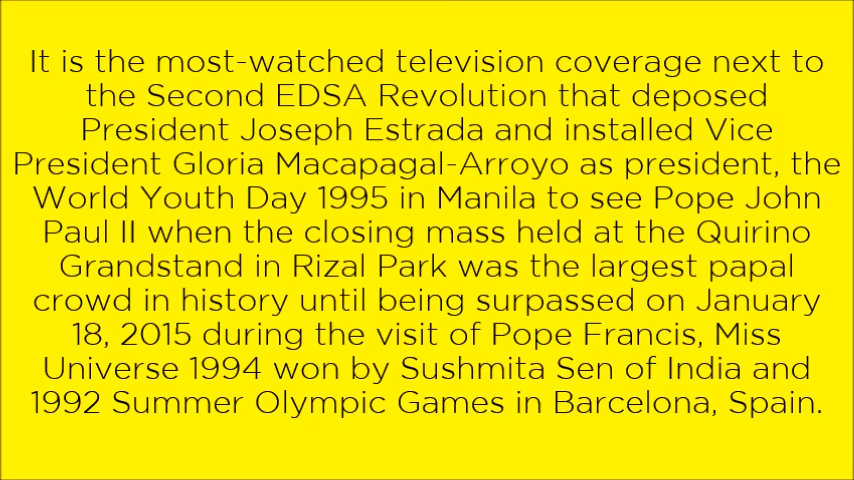 It is the most-watched television coverage next to
the Second EDSA Revolution that deposed
President Joseph Estrada and installed Vice
President Gloria Macapagal-Arroyo as president, the
World Youth Day 1995 in Manila to see Pope John
Paul II when the closing mass held at the Quirino
Grandstand in Rizal Park was the largest papal
crowd in history until being surpassed on January
18, 2015 during the visit of Pope Francis, Miss
Universe 1994 won by Sushmita Sen of India and
1992 Summer Olympic Games in Barcelona, Spain.